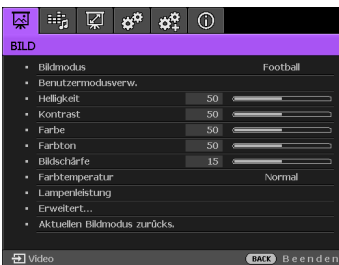 BILD
Bildmodus Football
Benutzermodusverw.
Helligkeit 50
Kontrast 50
Farbe 50
Farbton 50
Bildschärfe 15
Farbtemperatur Normal
Lampenleistung
Erweitert...
Aktuellen Bildmodus zurücks.
Video BACK Beenden